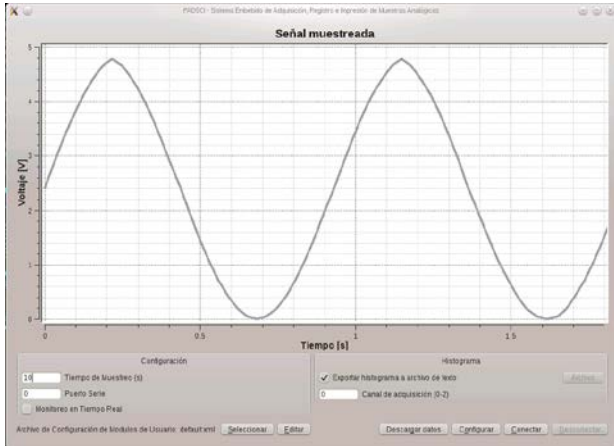 PADSCI - Sistema Embebido de Adquisición, Registro e Impresión de Muestras Analógicas
Señal muestreada
Voltaje [V]
5
4
3
2
1
0
0 0.5 1 1.5
Tiempo [s]
Configuración
10 Tiempo de Muestreo (s)
0 Puerto Serie
Monitoreo en Tiempo Real
Histograma
Exportar histograma a archivo de texto
Archivo
0 Canal de adquisición (0-2)
Archivo de Configuración de Módulos de Usuario: default.xml Seleccionar Editar
Descargar datos Configurar Conectar Desconectar